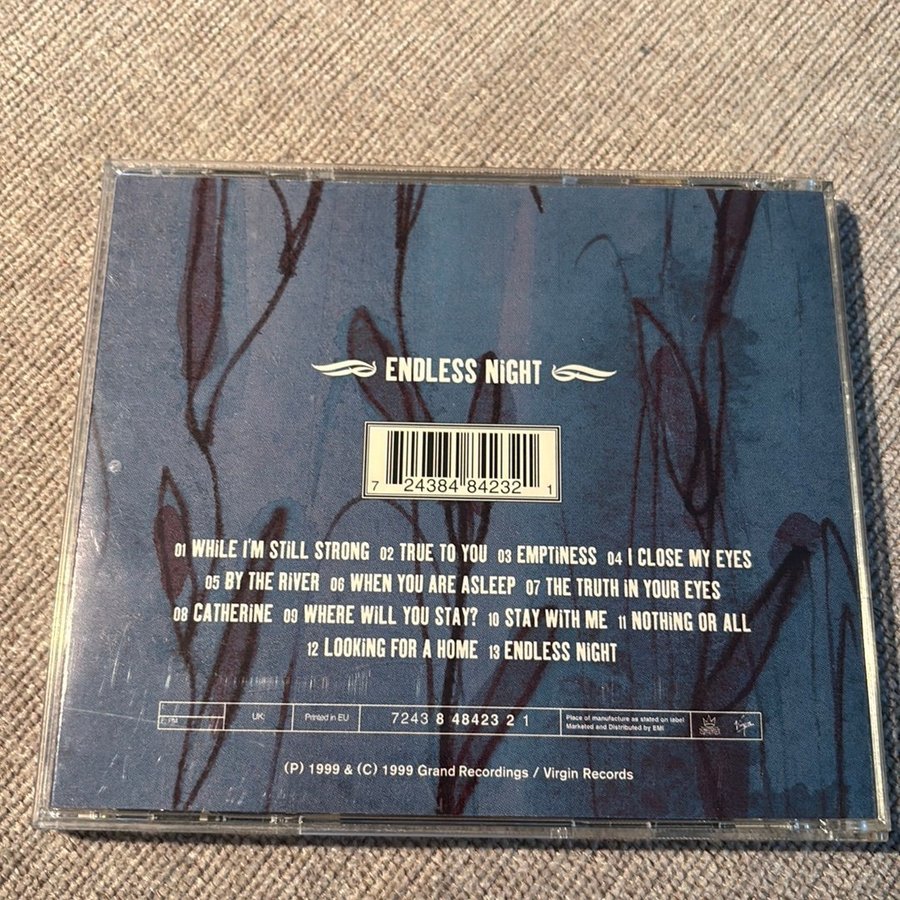 ENDLESS NiGHT
7 24384 84232 1
01 WHiLE I'M STiLL STRONG 02 TRUE TO YOU 03 EMPTiNESS 04 I CLOSE MY EYES
05 BY THE RiVER 06 WHEN YOU ARE ASLEEP 07 THE TRUTH iN YOUR EYES
08 CATHERiNE 09 WHERE WiLL YOU STAY? 10 STAY WiTH ME 11 NOTHiNG OR ALL
12 LOOKiNG FOR A HOME 13 ENDLESS NiGHT
F: PM
UK:
Printed in EU
7243 8 48423 2 1
Place of manufacture as stated on label
Marketed and Distributed by EMI
Virgin
(P) 1999 & (C) 1999 Grand Recordings / Virgin Records